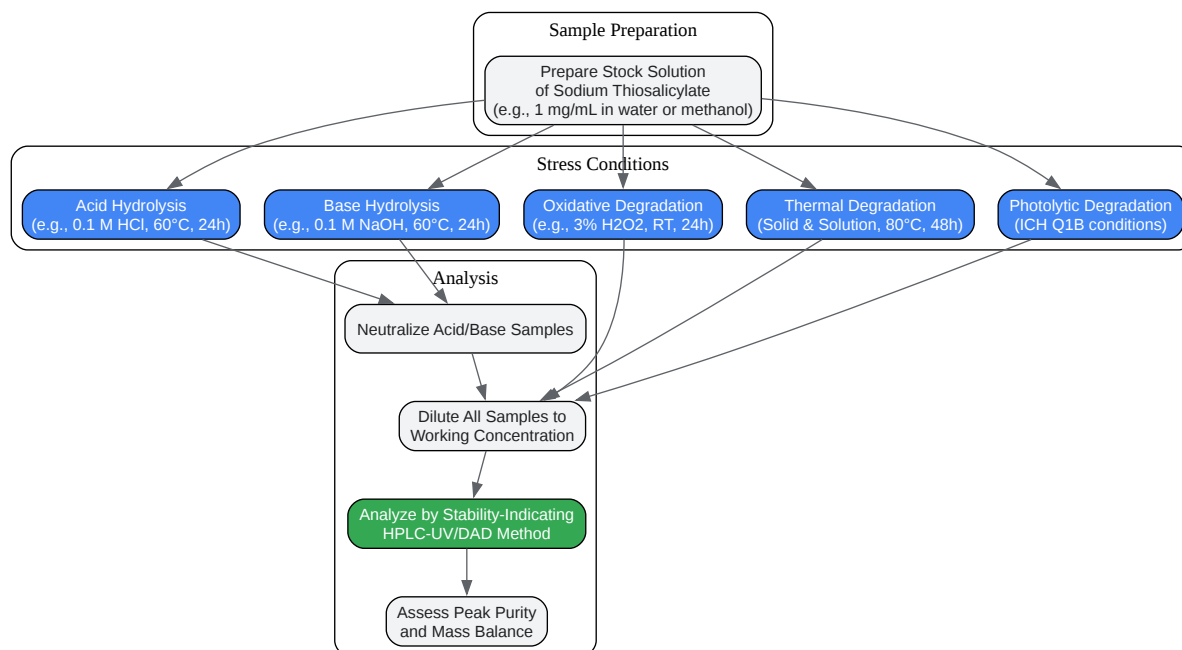 Sample Preparation
Prepare Stock Solution
of Sodium Thiosalicylate
(e.g., 1 mg/mL in water or methanol)
Stress Conditions
Acid Hydrolysis
(e.g., 0.1 M HCl, 60°C, 24h)
Base Hydrolysis
(e.g., 0.1 M NaOH, 60°C, 24h)
Oxidative Degradation
(e.g., 3% H2O2, RT, 24h)
Thermal Degradation
(Solid & Solution, 80°C, 48h)
Photolytic Degradation
(ICH Q1B conditions)
Analysis
Neutralize Acid/Base Samples
Dilute All Samples to
Working Concentration
Analyze by Stability-Indicating
HPLC-UV/DAD Method
Assess Peak Purity
and Mass Balance